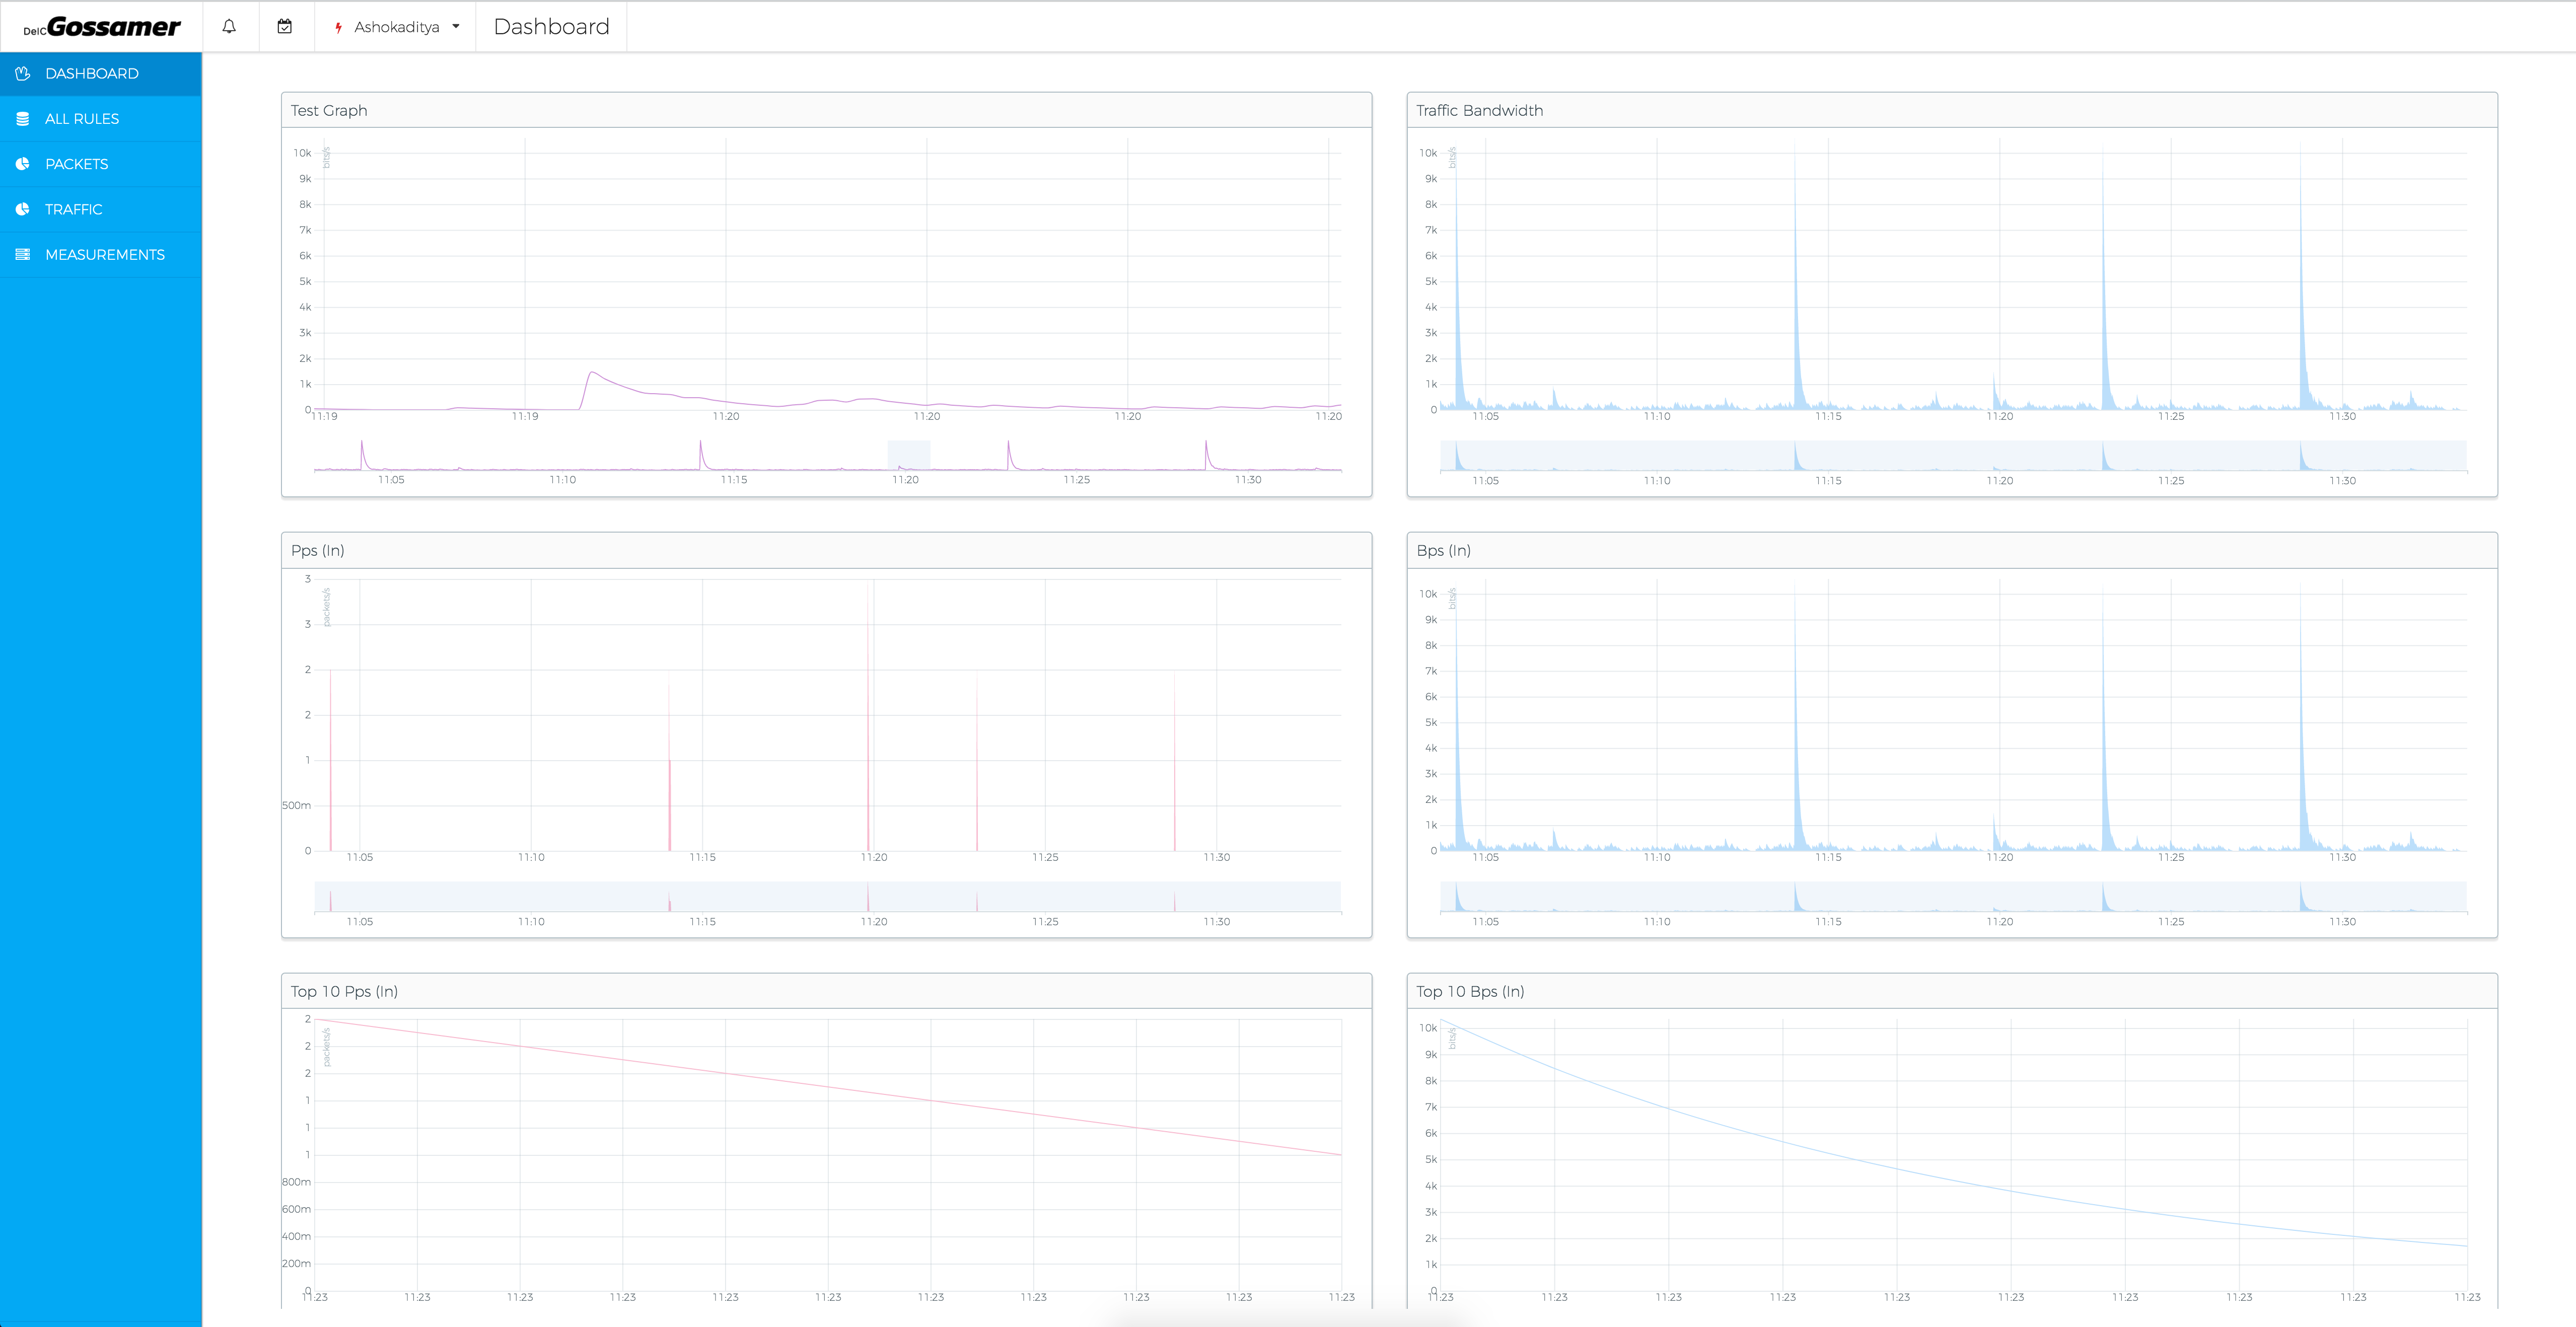 DeIC Gossamer
Ashokaditya
Dashboard
DASHBOARD
ALL RULES
PACKETS
TRAFFIC
MEASUREMENTS
Test Graph
bits/s
10k
9k
8k
7k
6k
5k
4k
3k
2k
1k
0
11:19 11:19 11:20 11:20 11:20 11:20
11:05 11:10 11:15 11:20 11:25 11:30
Traffic Bandwidth
bits/s
10k
9k
8k
7k
6k
5k
4k
3k
2k
1k
0
11:05 11:10 11:15 11:20 11:25 11:30
11:05 11:10 11:15 11:20 11:25 11:30
Pps (In)
packets/s
3
3
2
2
1
500m
0
11:05 11:10 11:15 11:20 11:25 11:30
11:05 11:10 11:15 11:20 11:25 11:30
Bps (In)
bits/s
10k
9k
8k
7k
6k
5k
4k
3k
2k
1k
0
11:05 11:10 11:15 11:20 11:25 11:30
11:05 11:10 11:15 11:20 11:25 11:30
Top 10 Pps (In)
packets/s
2
2
2
1
1
1
800m
600m
400m
200m
0
11:23 11:23 11:23 11:23 11:23 11:23 11:23 11:23 11:23 11:23 11:23
Top 10 Bps (In)
bits/s
10k
9k
8k
7k
6k
5k
4k
3k
2k
1k
0
11:23 11:23 11:23 11:23 11:23 11:23 11:23 11:23 11:23 11:23